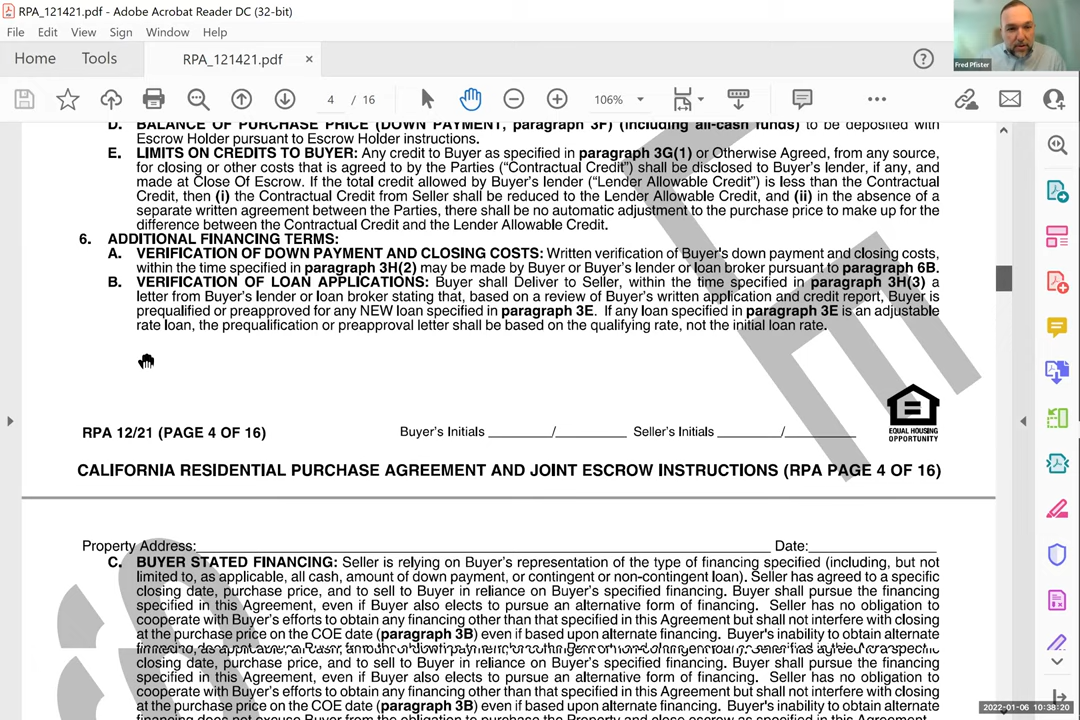 RPA_121421.pdf - Adobe Acrobat Reader DC (32-bit)
File Edit View Sign Window Help
Home Tools RPA_121421.pdf ×
4 / 16 106%
Fred Pfister
D. BALANCE OF PURCHASE PRICE (DOWN PAYMENT, paragraph 3F) (including all-cash funds) to be deposited with
Escrow Holder pursuant to Escrow Holder instructions.
E. LIMITS ON CREDITS TO BUYER: Any credit to Buyer as specified in paragraph 3G(1) or Otherwise Agreed, from any source,
for closing or other costs that is agreed to by the Parties (“Contractual Credit”) shall be disclosed to Buyer’s lender, if any, and
made at Close Of Escrow. If the total credit allowed by Buyer’s lender (“Lender Allowable Credit”) is less than the Contractual
Credit, then (i) the Contractual Credit from Seller shall be reduced to the Lender Allowable Credit, and (ii) in the absence of a
separate written agreement between the Parties, there shall be no automatic adjustment to the purchase price to make up for the
difference between the Contractual Credit and the Lender Allowable Credit.
6. ADDITIONAL FINANCING TERMS:
A. VERIFICATION OF DOWN PAYMENT AND CLOSING COSTS: Written verification of Buyer’s down payment and closing costs,
within the time specified in paragraph 3H(2) may be made by Buyer or Buyer’s lender or loan broker pursuant to paragraph 6B.
B. VERIFICATION OF LOAN APPLICATIONS: Buyer shall Deliver to Seller, within the time specified in paragraph 3H(3) a
letter from Buyer’s lender or loan broker stating that, based on a review of Buyer’s written application and credit report, Buyer is
prequalified or preapproved for any NEW loan specified in paragraph 3E. If any loan specified in paragraph 3E is an adjustable
rate loan, the prequalification or preapproval letter shall be based on the qualifying rate, not the initial loan rate.
RPA 12/21 (PAGE 4 OF 16) Buyer’s Initials ________/________ Seller’s Initials ________/________
EQUAL HOUSING
OPPORTUNITY
CALIFORNIA RESIDENTIAL PURCHASE AGREEMENT AND JOINT ESCROW INSTRUCTIONS (RPA PAGE 4 OF 16)
Property Address: Date:
C. BUYER STATED FINANCING: Seller is relying on Buyer’s representation of the type of financing specified (including, but not
limited to, as applicable, all cash, amount of down payment, or contingent or non-contingent loan). Seller has agreed to a specific
closing date, purchase price, and to sell to Buyer in reliance on Buyer’s specified financing. Buyer shall pursue the financing
specified in this Agreement, even if Buyer also elects to pursue an alternative form of financing. Seller has no obligation to
cooperate with Buyer’s efforts to obtain any financing other than that specified in this Agreement but shall not interfere with closing
at the purchase price on the COE date (paragraph 3B) even if based upon alternate financing. Buyer’s inability to obtain alternate
closing date, purchase price, and to sell to Buyer in reliance on Buyer’s specified financing. Buyer shall pursue the financing
specified in this Agreement, even if Buyer also elects to pursue an alternative form of financing. Seller has no obligation to
cooperate with Buyer’s efforts to obtain any financing other than that specified in this Agreement but shall not interfere with closing
at the purchase price on the COE date (paragraph 3B) even if based upon alternate financing. Buyer’s inability to obtain alternate
financing does not excuse Buyer from the obligation to purchase the Property and close escrow as specified in this Agreement.
2022-01-06 10:38:20